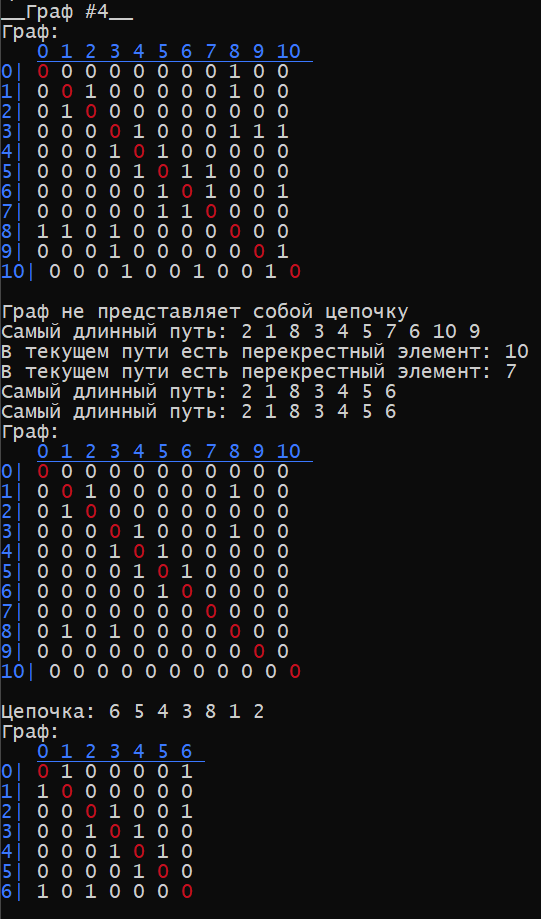 __Граф #4__
Граф:
0 1 2 3 4 5 6 7 8 9 10
0| 0 0 0 0 0 0 0 0 1 0 0
1| 0 0 1 0 0 0 0 0 1 0 0
2| 0 1 0 0 0 0 0 0 0 0 0
3| 0 0 0 0 1 0 0 0 1 1 1
4| 0 0 0 1 0 1 0 0 0 0 0
5| 0 0 0 0 1 0 1 1 0 0 0
6| 0 0 0 0 0 1 0 1 0 0 1
7| 0 0 0 0 0 1 1 0 0 0 0
8| 1 1 0 1 0 0 0 0 0 0 0
9| 0 0 0 1 0 0 0 0 0 0 1
10| 0 0 0 1 0 0 1 0 0 1 0
Граф не представляет собой цепочку
Самый длинный путь: 2 1 8 3 4 5 7 6 10 9
В текущем пути есть перекрестный элемент: 10
В текущем пути есть перекрестный элемент: 7
Самый длинный путь: 2 1 8 3 4 5 6
Самый длинный путь: 2 1 8 3 4 5 6
Граф:
0 1 2 3 4 5 6 7 8 9 10
0| 0 0 0 0 0 0 0 0 0 0 0
1| 0 0 1 0 0 0 0 0 1 0 0
2| 0 1 0 0 0 0 0 0 0 0 0
3| 0 0 0 0 1 0 0 0 1 0 0
4| 0 0 0 1 0 1 0 0 0 0 0
5| 0 0 0 0 1 0 1 0 0 0 0
6| 0 0 0 0 0 1 0 0 0 0 0
7| 0 0 0 0 0 0 0 0 0 0 0
8| 0 1 0 1 0 0 0 0 0 0 0
9| 0 0 0 0 0 0 0 0 0 0 0
10| 0 0 0 0 0 0 0 0 0 0 0
Цепочка: 6 5 4 3 8 1 2
Граф:
0 1 2 3 4 5 6
0| 0 1 0 0 0 0 1
1| 1 0 0 0 0 0 0
2| 0 0 0 1 0 0 1
3| 0 0 1 0 1 0 0
4| 0 0 0 1 0 1 0
5| 0 0 0 0 1 0 0
6| 1 0 1 0 0 0 0